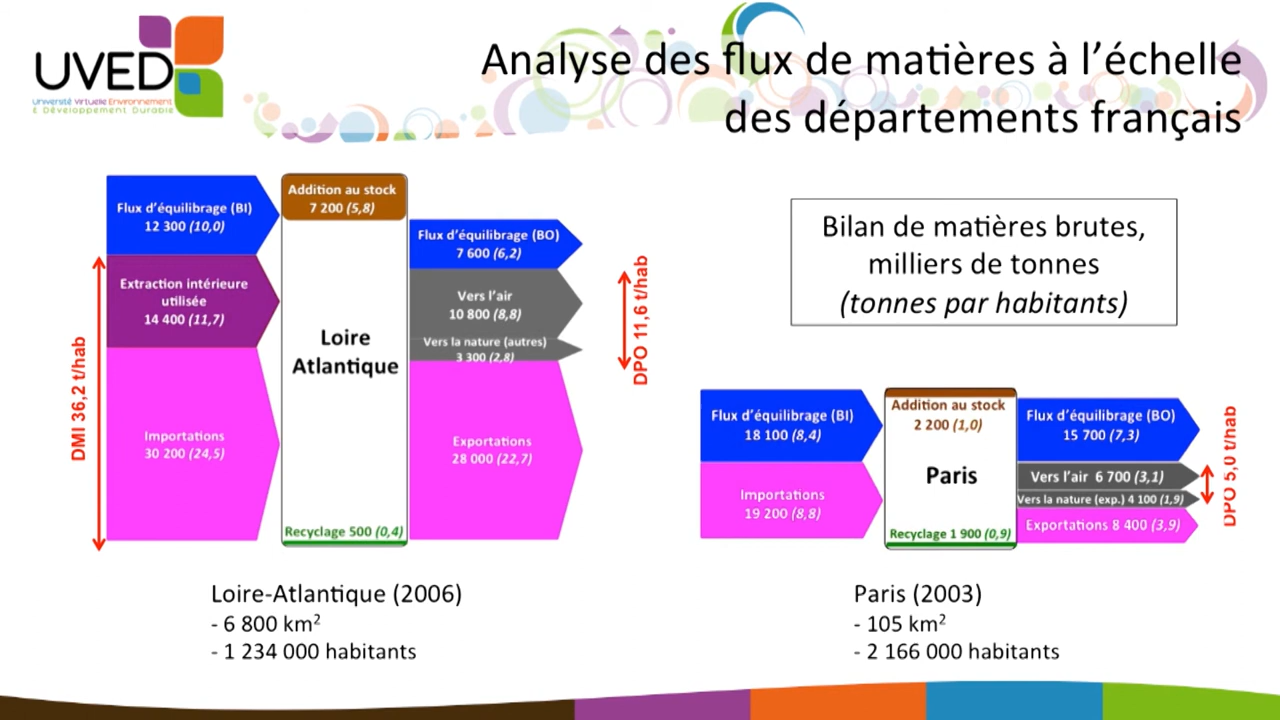 UVED
Université Virtuelle Environnement
& Développement Durable
Analyse des flux de matières à l'échelle
des départements français
Flux d'équilibrage (BI)
12 300 (10,0)
Extraction intérieure
utilisée
14 400 (11,7)
Importations
30 200 (24,5)
DMI 36,2 t/hab
Addition au stock
7 200 (5,8)
Loire
Atlantique
Recyclage 500 (0,4)
Flux d'équilibrage (BO)
7 600 (6,2)
Vers l'air
10 800 (8,8)
Vers la nature (autres)
3 300 (2,8)
Exportations
28 000 (22,7)
DPO 11,6 t/hab
Bilan de matières brutes,
milliers de tonnes
(tonnes par habitants)
Flux d'équilibrage (BI)
18 100 (8,4)
Importations
19 200 (8,8)
Addition au stock
2 200 (1,0)
Paris
Recyclage 1 900 (0,9)
Flux d'équilibrage (BO)
15 700 (7,3)
Vers l'air 6 700 (3,1)
Vers la nature (exp.) 4 100 (1,9)
Exportations 8 400 (3,9)
DPO 5,0 t/hab
Loire-Atlantique (2006)
- 6 800 km²
- 1 234 000 habitants
Paris (2003)
- 105 km²
- 2 166 000 habitants